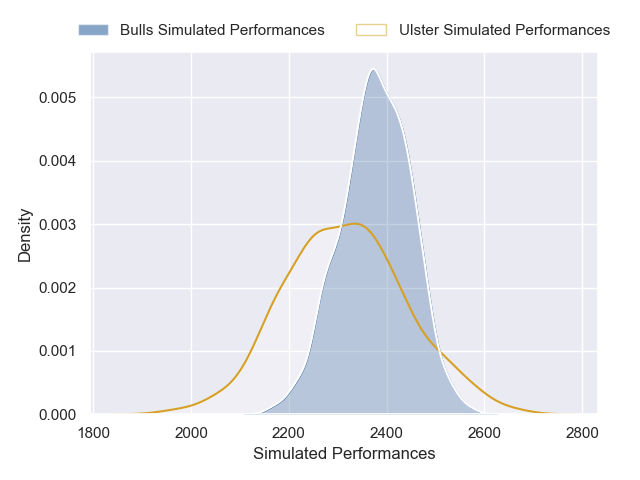 Bulls Simulated Performances Ulster Simulated Performances
0.005
0.004
0.003
0.002
0.001
0.000
Density
1800 2000 2200 2400 2600 2800
Simulated Performances